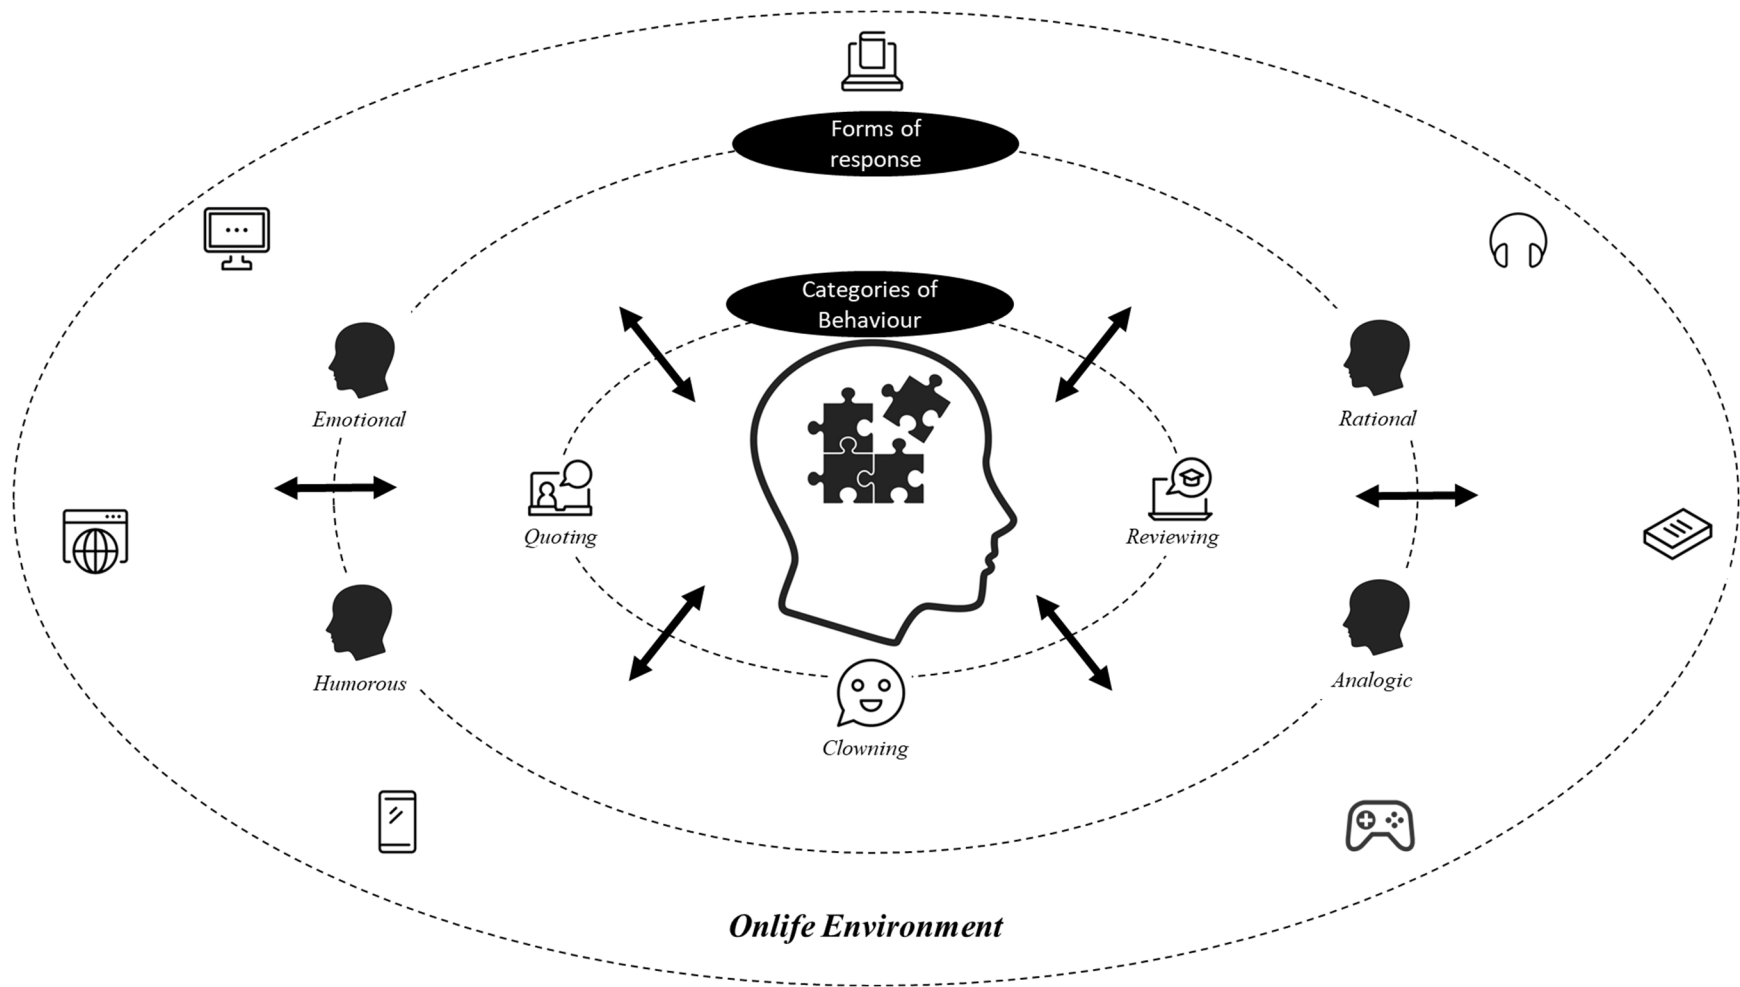 Forms of
response
Categories of
Behaviour
Emotional
Rational
Quoting
Reviewing
Humorous
Analogic
Clowning
Onlife Environment